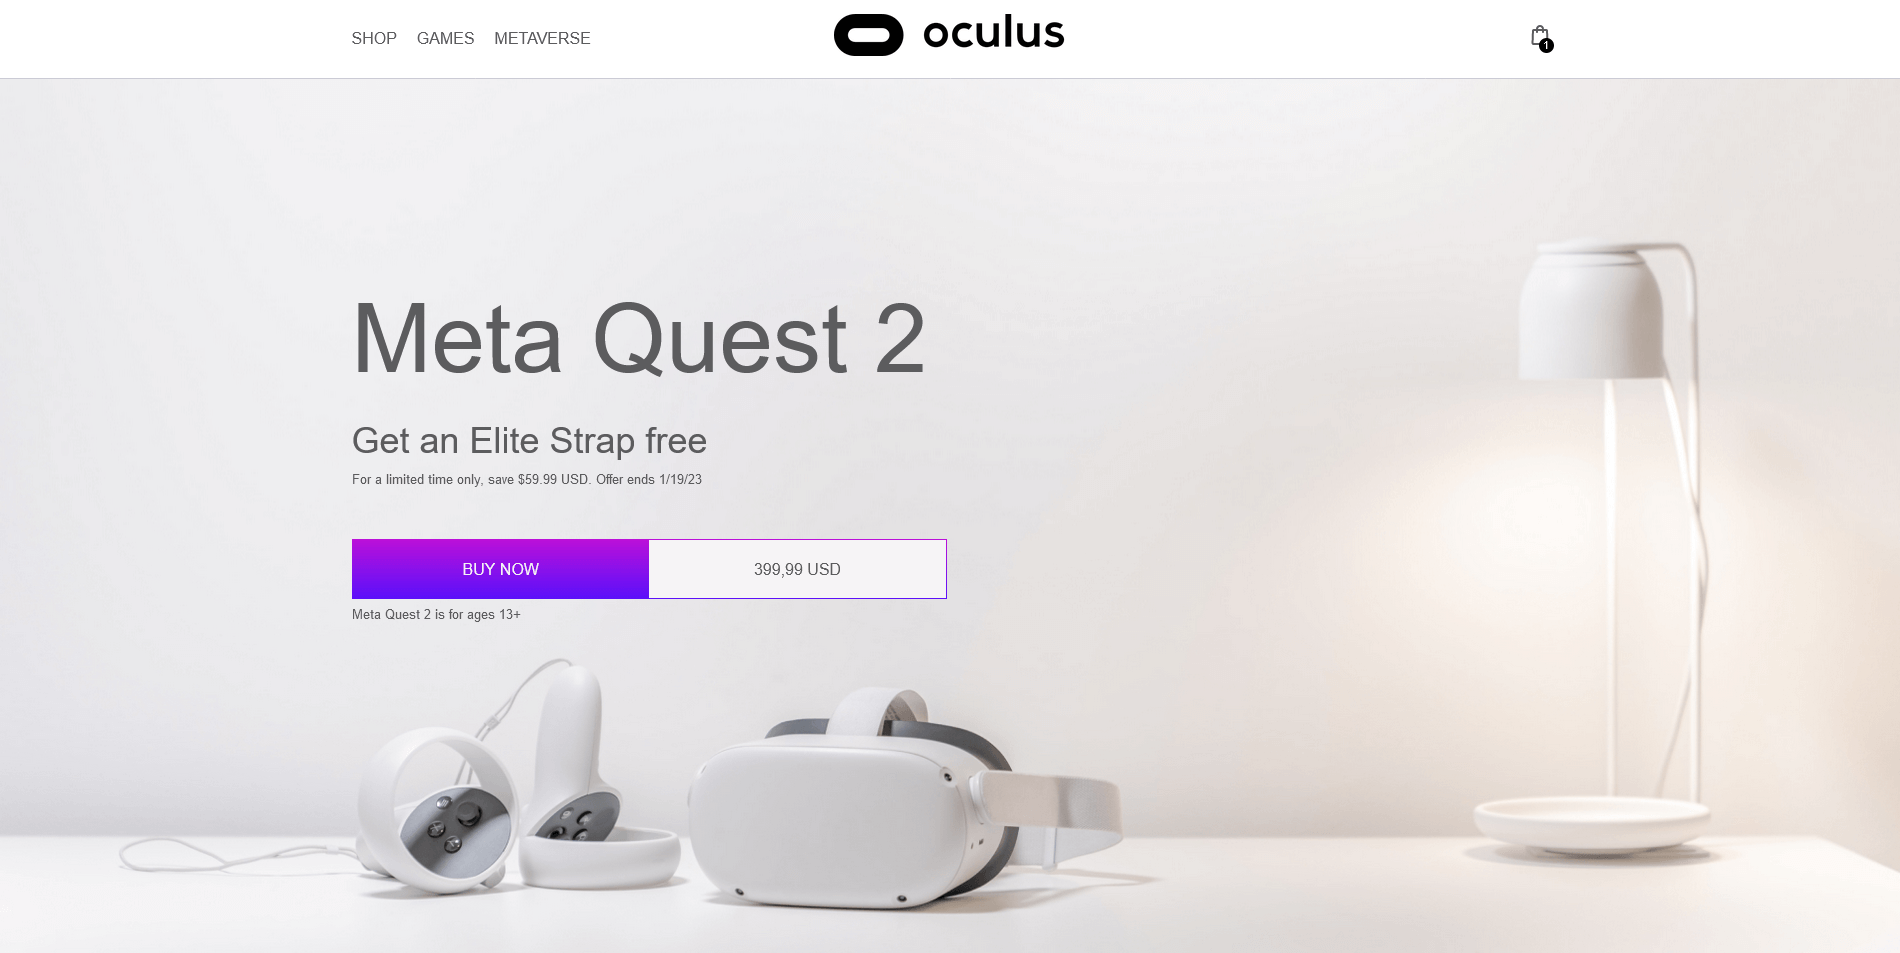 SHOP GAMES METAVERSE oculus 1
Meta Quest 2
Get an Elite Strap free
For a limited time only, save $59.99 USD. Offer ends 1/19/23
BUY NOW 399,99 USD
Meta Quest 2 is for ages 13+